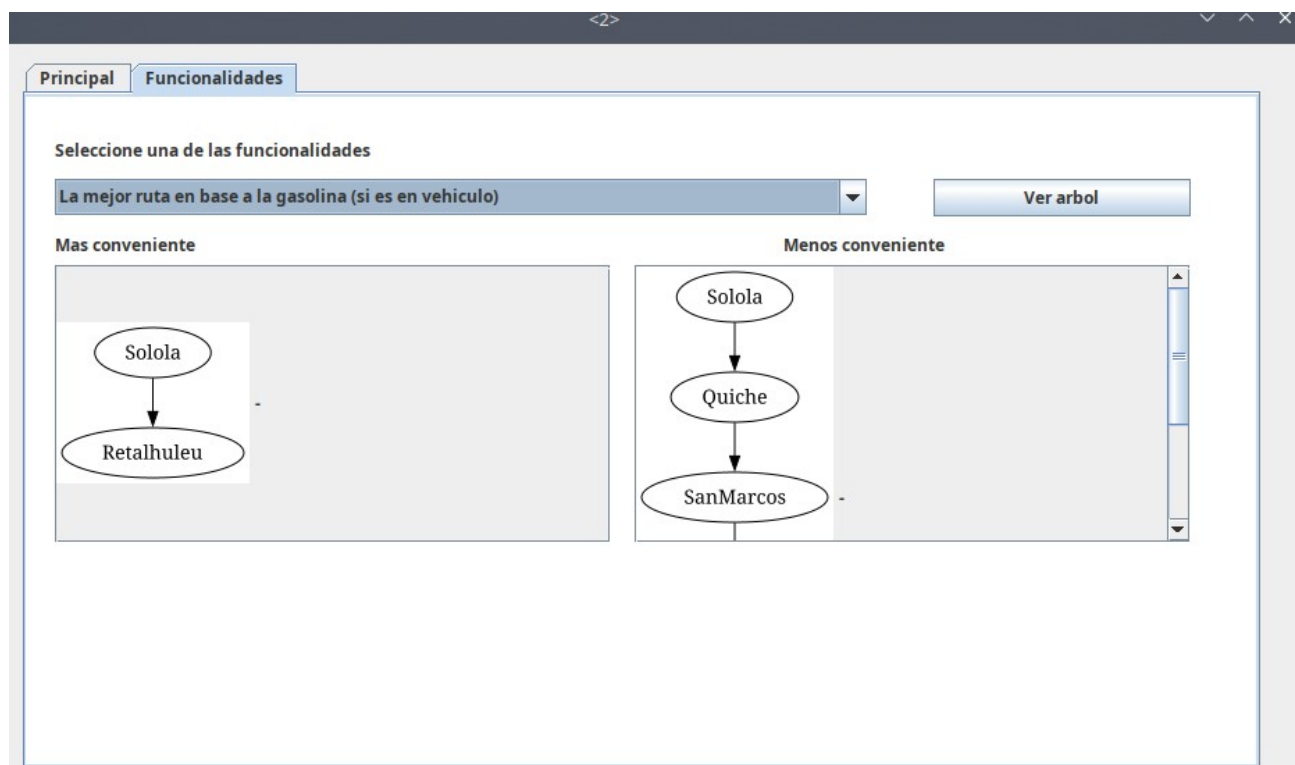 <2>
Principal Funcionalidades
Seleccione una de las funcionalidades
La mejor ruta en base a la gasolina (si es en vehiculo) Ver arbol
Mas conveniente Menos conveniente
Solola
Retalhuleu
-
Solola
Quiche
SanMarcos
-